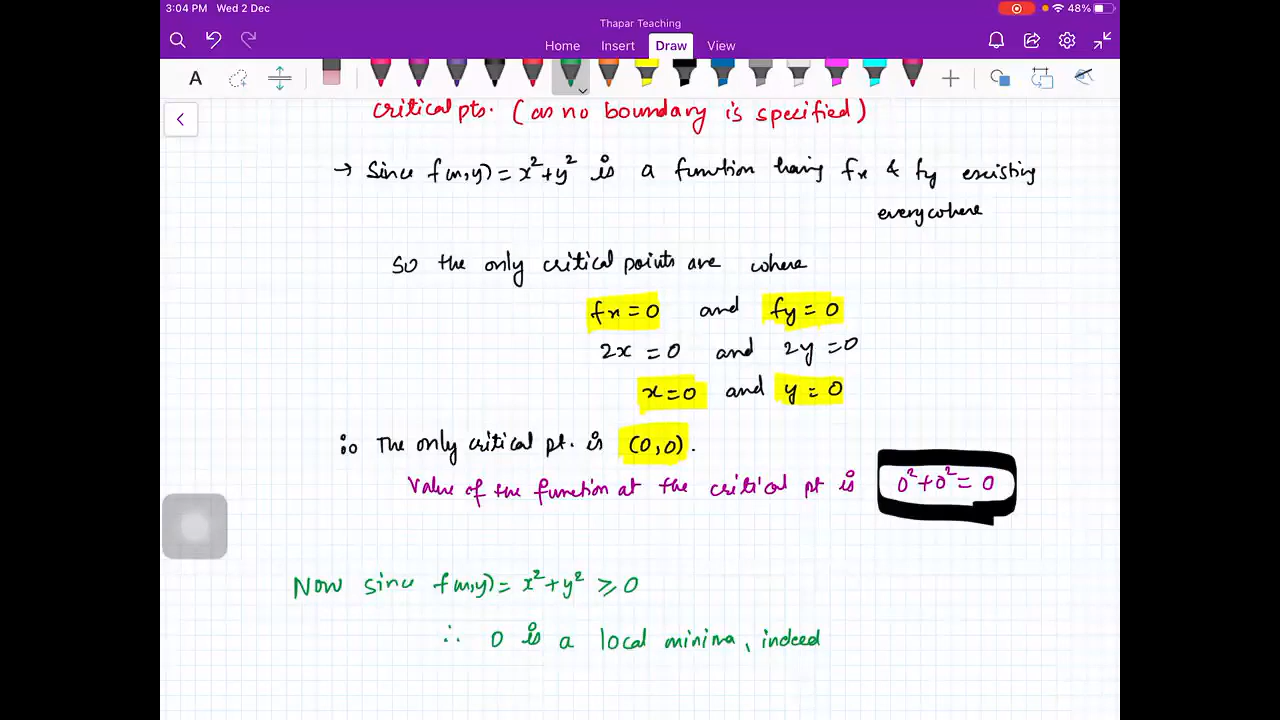 3:04 PM Wed 2 Dec
48%
Thapar Teaching
Home Insert Draw View
A
critical pts. (as no boundary is specified)
→ Since f(x,y) = x² + y² is a function having fx & fy existing
everywhere
So the only critical points are where
fx = 0 and fy = 0
2x = 0 and 2y = 0
x = 0 and y = 0
∴ The only critical pt. is (0,0).
Value of the function at the critical pt is 0² + 0² = 0
Now since f(x,y) = x² + y² ≥ 0
∴ 0 is a local minima, indeed